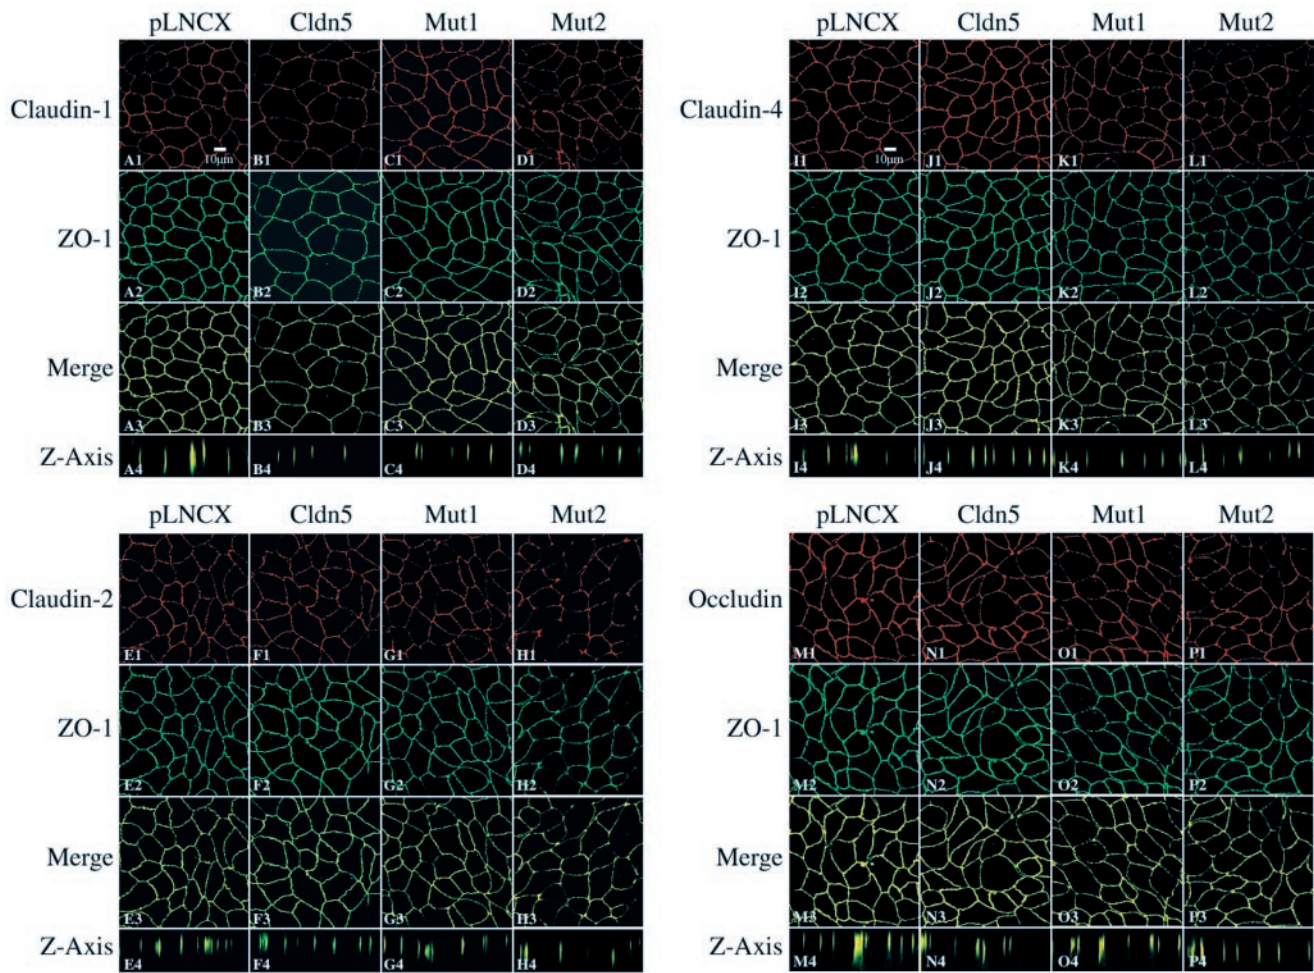 pLNCX Cldn5 Mut1 Mut2
Claudin-1
10μm
A1 B1 C1 D1
ZO-1
A2 B2 C2 D2
Merge
A3 B3 C3 D3
Z-Axis
A4 B4 C4 D4
pLNCX Cldn5 Mut1 Mut2
Claudin-4
10μm
I1 J1 K1 L1
ZO-1
I2 J2 K2 L2
Merge
I3 J3 K3 L3
Z-Axis
I4 J4 K4 L4
pLNCX Cldn5 Mut1 Mut2
Claudin-2
E1 F1 G1 H1
ZO-1
E2 F2 G2 H2
Merge
E3 F3 G3 H3
Z-Axis
E4 F4 G4 H4
pLNCX Cldn5 Mut1 Mut2
Occludin
M1 N1 O1 P1
ZO-1
M2 N2 O2 P2
Merge
M3 N3 O3 P3
Z-Axis
M4 N4 O4 P4